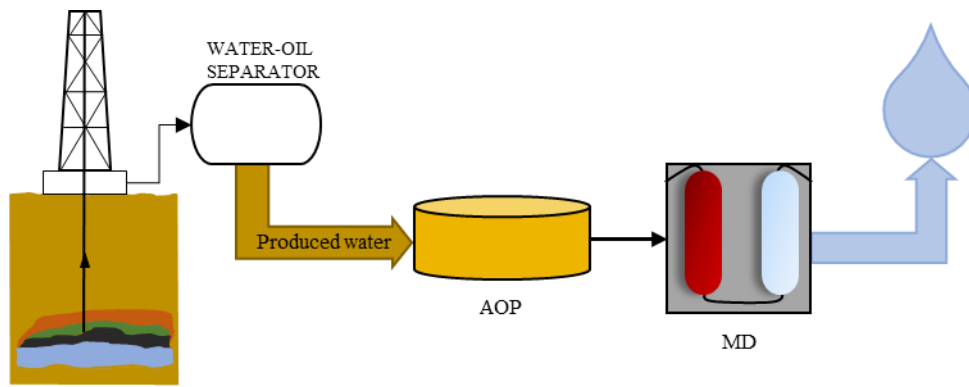 WATER-OIL
SEPARATOR
Produced water
AOP
MD